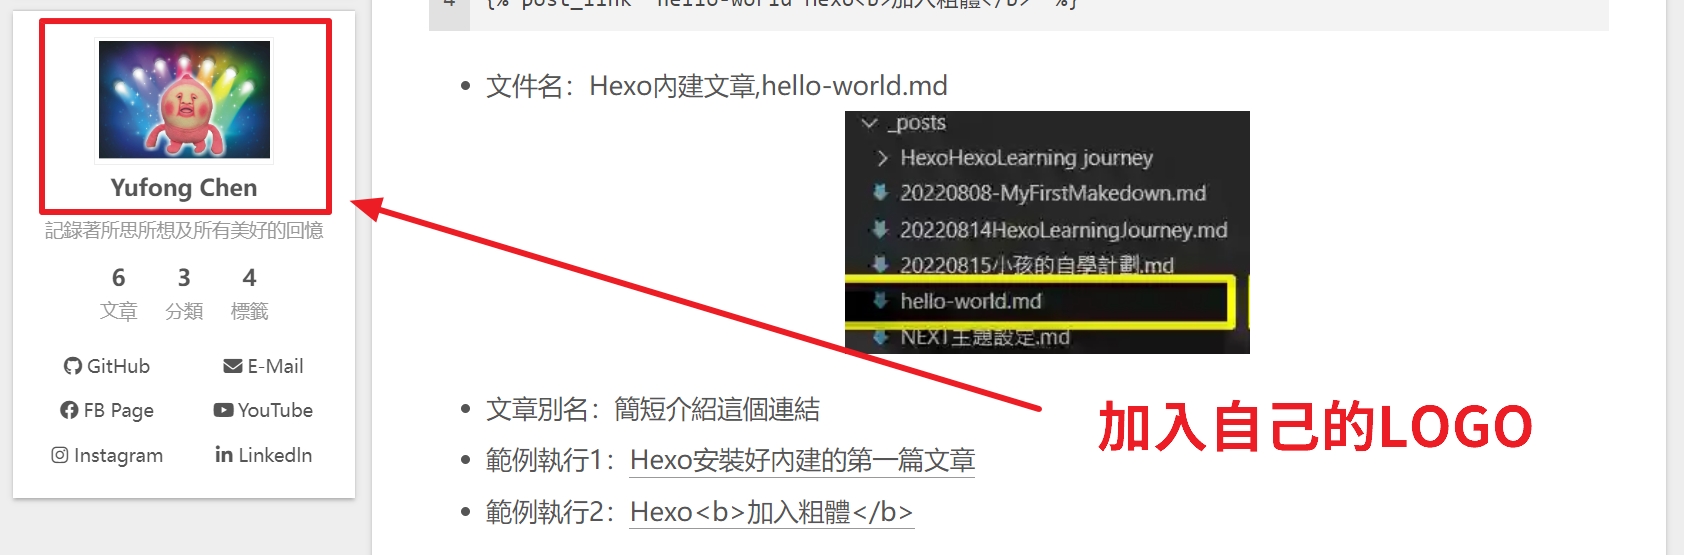 4 {% post_link 'hello-world' 'Hexo<b>加入粗體</b>' %}
Yufong Chen
記錄著所思所想及所有美好的回憶
6 3 4
文章 分類 標籤
GitHub E-Mail
FB Page YouTube
Instagram LinkedIn
文件名：Hexo內建文章,hello-world.md
_posts
HexoHexoLearning journey
20220808-MyFirstMakedown.md
20220814HexoLearningJourney.md
20220815小孩的自學計劃.md
hello-world.md
NEXT主題設定.md
文章別名：簡短介紹這個連結
範例執行1：Hexo安裝好內建的第一篇文章
範例執行2：Hexo<b>加入粗體</b>
加入自己的LOGO